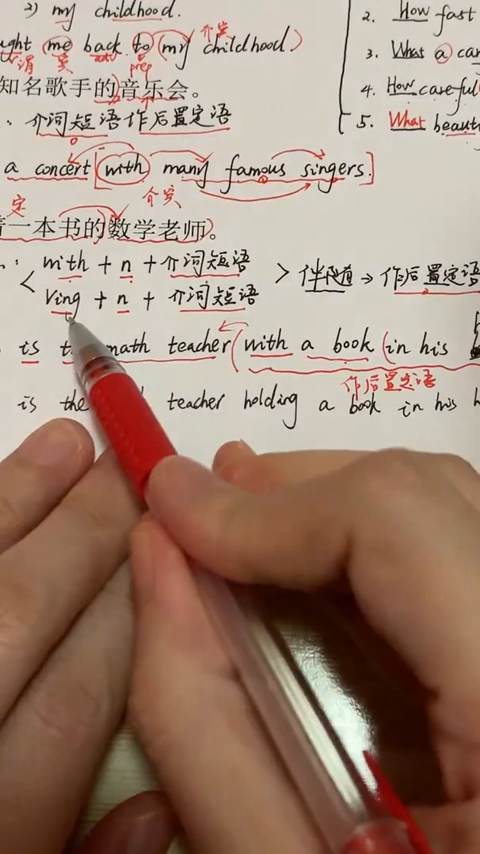 2) my childhood.
介宾
me back to (my childhood)
谓 宾 prep
知名歌手的音乐会。
: 介词短语作后置定语
a concert [with many famous singers.]
定 介宾
一本书的数学老师。
with + n + 介词短语
Ving + n + 介词短语
> 伴随 → 作后置定语
is math teacher (with a book (in his
作后置定语
is the teacher holding a book in his
2. How fast
3. What a
4. How careful
5. What